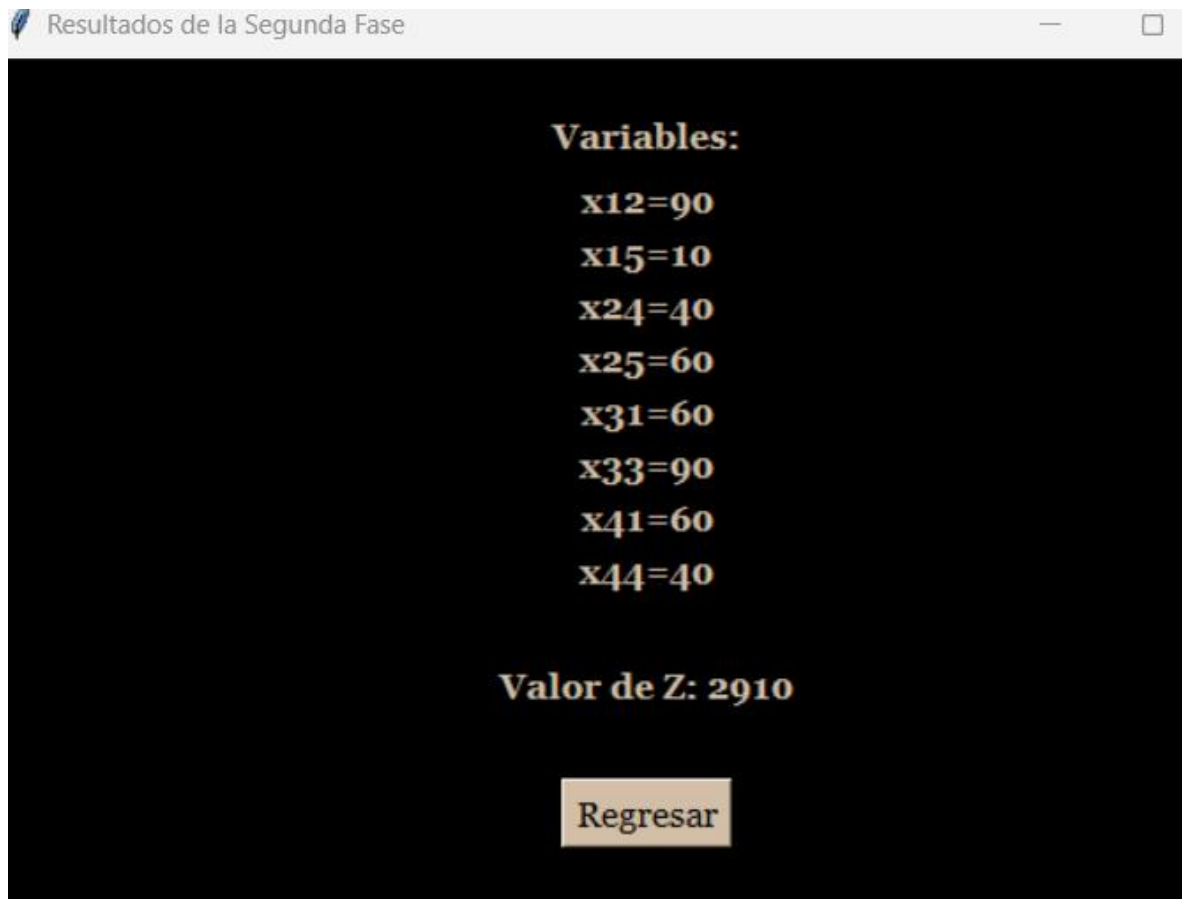 Resultados de la Segunda Fase
Variables:
x12=90
x15=10
x24=40
x25=60
x31=60
x33=90
x41=60
x44=40
Valor de Z: 2910
Regresar